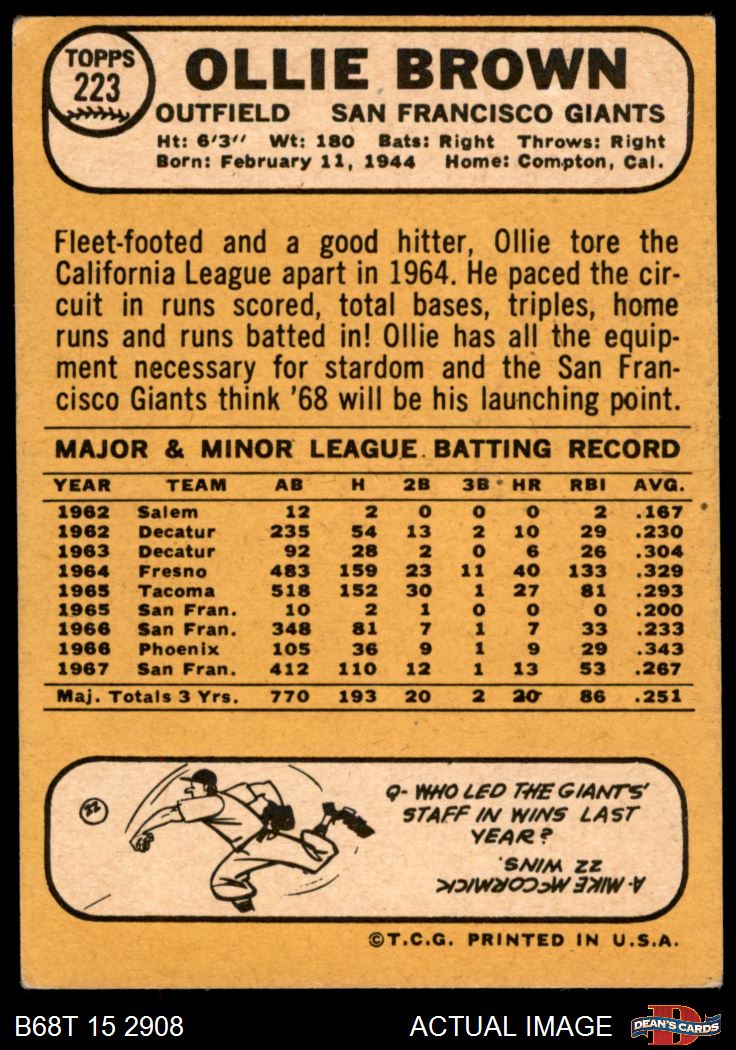 TOPPS
223
OLLIE BROWN
OUTFIELD SAN FRANCISCO GIANTS
Ht: 6'3" Wt: 180 Bats: Right Throws: Right
Born: February 11, 1944 Home: Compton, Cal.
Fleet-footed and a good hitter, Ollie tore the
California League apart in 1964. He paced the cir-
cuit in runs scored, total bases, triples, home
runs and runs batted in! Ollie has all the equip-
ment necessary for stardom and the San Fran-
cisco Giants think '68 will be his launching point.
MAJOR & MINOR LEAGUE BATTING RECORD
YEAR TEAM AB H 2B 3B HR RBI AVG.
1962 Salem 12 2 0 0 0 2 .167
1962 Decatur 235 54 13 2 10 29 .230
1963 Decatur 92 28 2 0 6 26 .304
1964 Fresno 483 159 23 11 40 133 .329
1965 Tacoma 518 152 30 1 27 81 .293
1965 San Fran. 10 2 1 0 0 0 .200
1966 San Fran. 348 81 7 1 7 33 .233
1966 Phoenix 105 36 9 1 9 29 .343
1967 San Fran. 412 110 12 1 13 53 .267
Maj. Totals 3 Yrs. 770 193 20 2 20 86 .251
22
Q- WHO LED THE GIANTS'
STAFF IN WINS LAST
YEAR?
A- MIKE McCORMICK
22 WINS.
©T.C.G. PRINTED IN U.S.A.
B68T 15 2908
ACTUAL IMAGE
DEAN'S CARDS